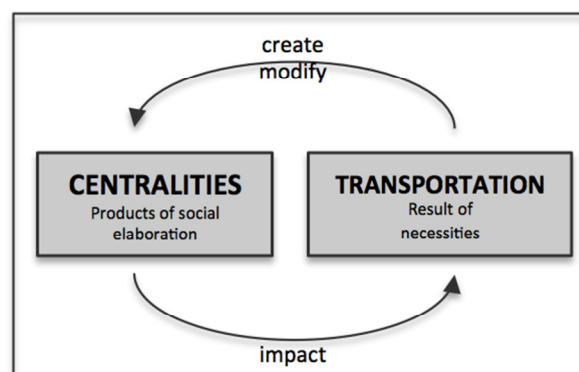 create
modify
CENTRALITIES
Products of social
elaboration
TRANSPORTATION
Result of
necessities
impact